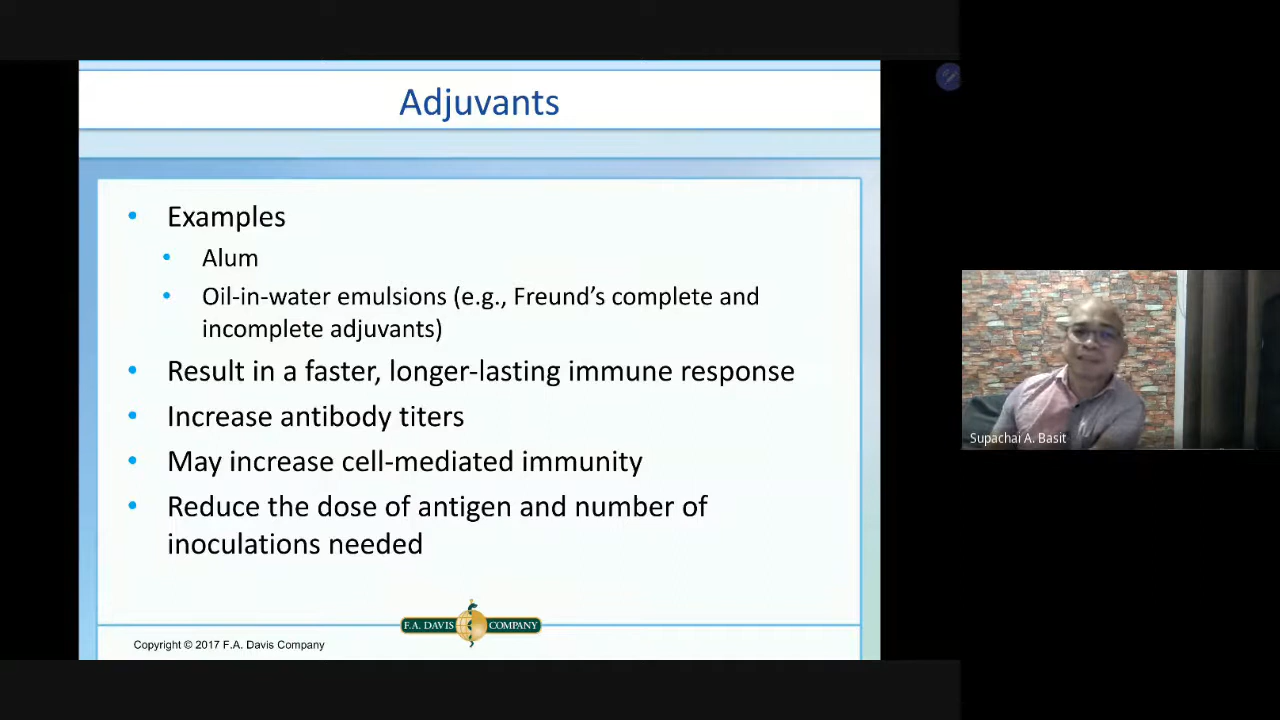 Adjuvants
• Examples
• Alum
• Oil-in-water emulsions (e.g., Freund’s complete and
incomplete adjuvants)
• Result in a faster, longer-lasting immune response
• Increase antibody titers
• May increase cell-mediated immunity
• Reduce the dose of antigen and number of
inoculations needed
F.A. DAVIS COMPANY
Copyright © 2017 F.A. Davis Company
Supachai A. Basit